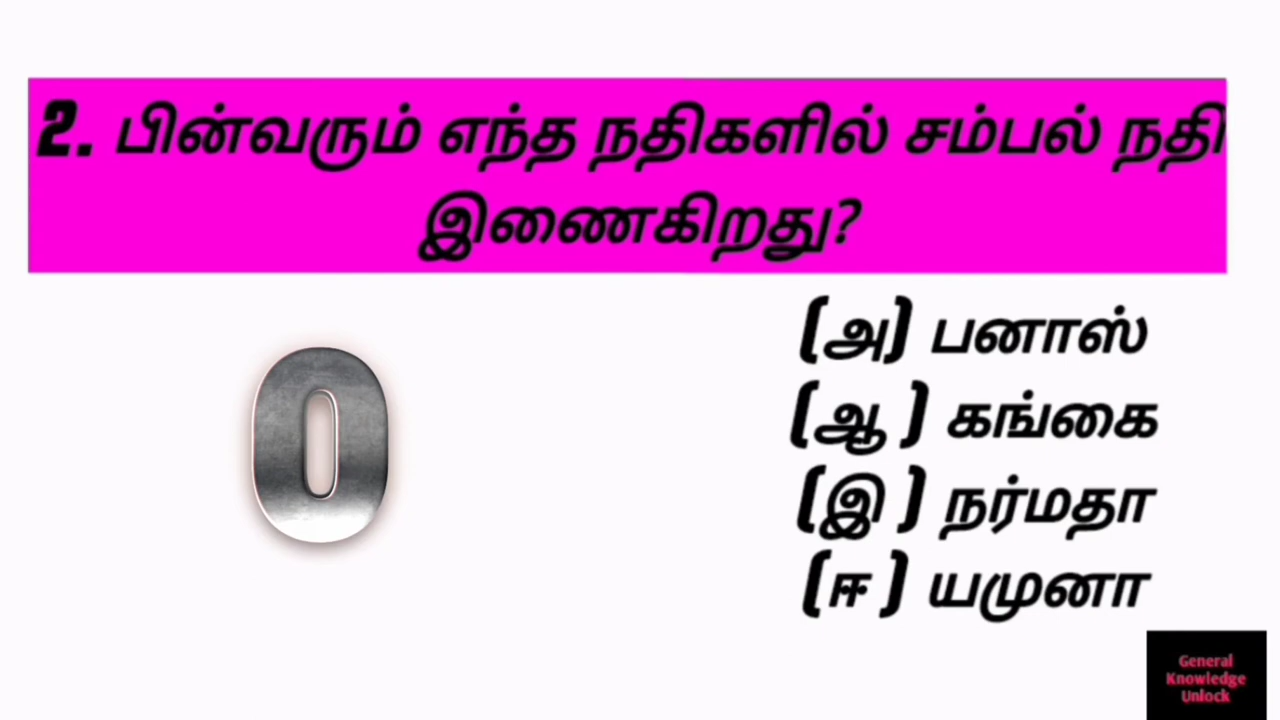 2. பின்வரும் எந்த நதிகளில் சம்பல் நதி
இணைகிறது?
0
(அ) பனாஸ்
(ஆ ) கங்கை
(இ ) நர்மதா
(ஈ ) யமுனா
General
Knowledge
Unlock